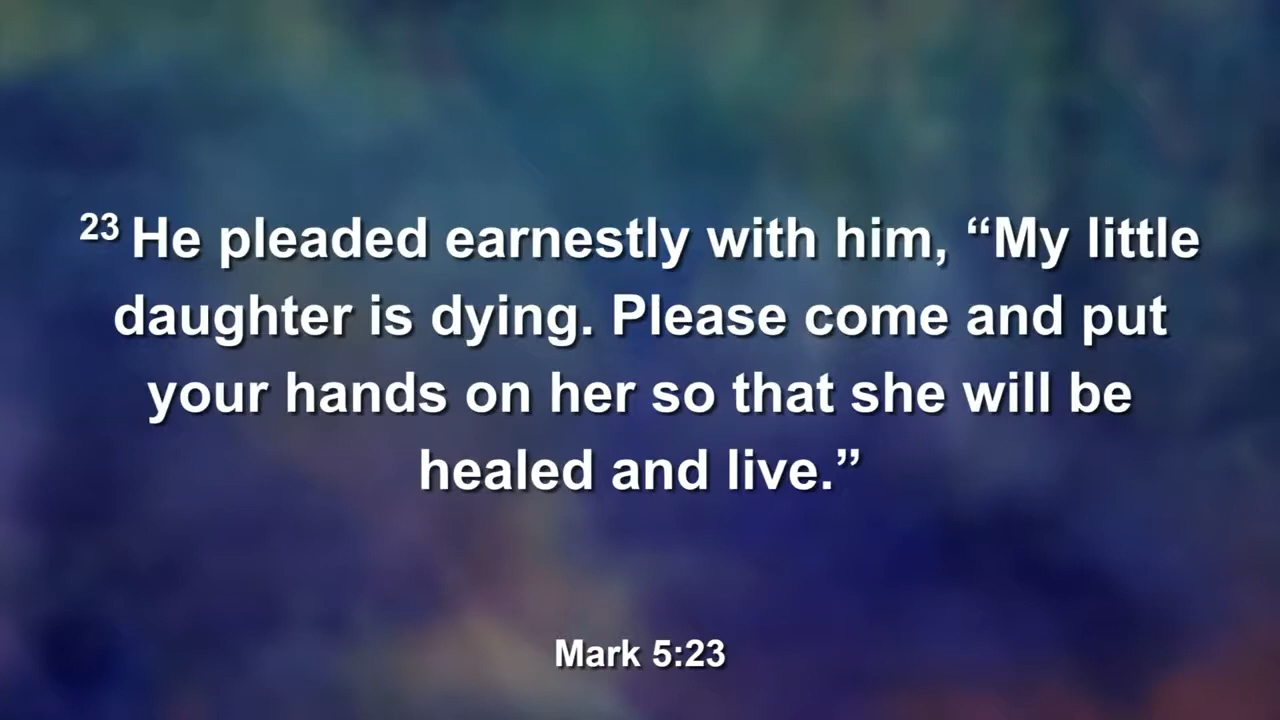 23 He pleaded earnestly with him, “My little
daughter is dying. Please come and put
your hands on her so that she will be
healed and live.”
Mark 5:23